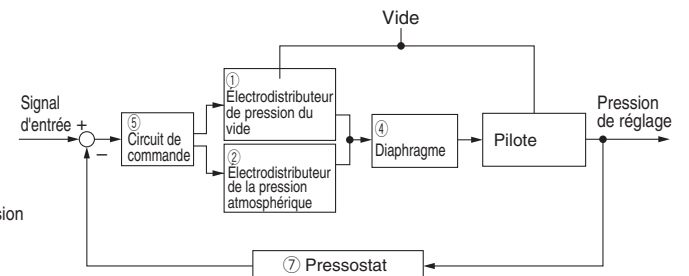 Vide
Signal
d'entrée +
−
⑤
Circuit de
commande
①
Électrodistributeur
de pression du
vide
②
Électrodistributeur
de la pression
atmosphérique
④
Diaphragme
Pilote
Pression
de réglage
⑦ Pressostat